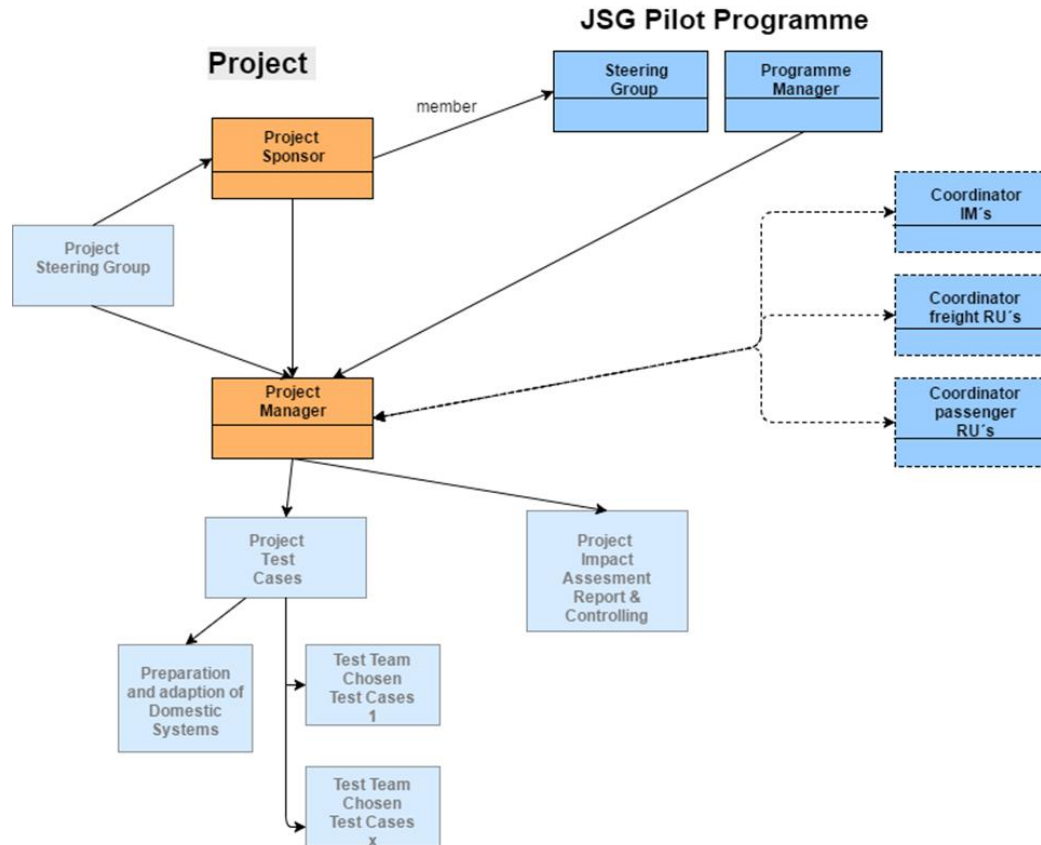 JSG Pilot Programme
Project
Steering
Group
Programme
Manager
member
Project
Sponsor
Coordinator
IM´s
Project
Steering Group
Coordinator
freight RU´s
Project
Manager
Coordinator
passenger
RU´s
Project
Test
Cases
Project
Impact
Assesment
Report &
Controlling
Preparation
and adaption of
Domestic
Systems
Test Team
Chosen
Test Cases
1
Test Team
Chosen
Test Cases
x